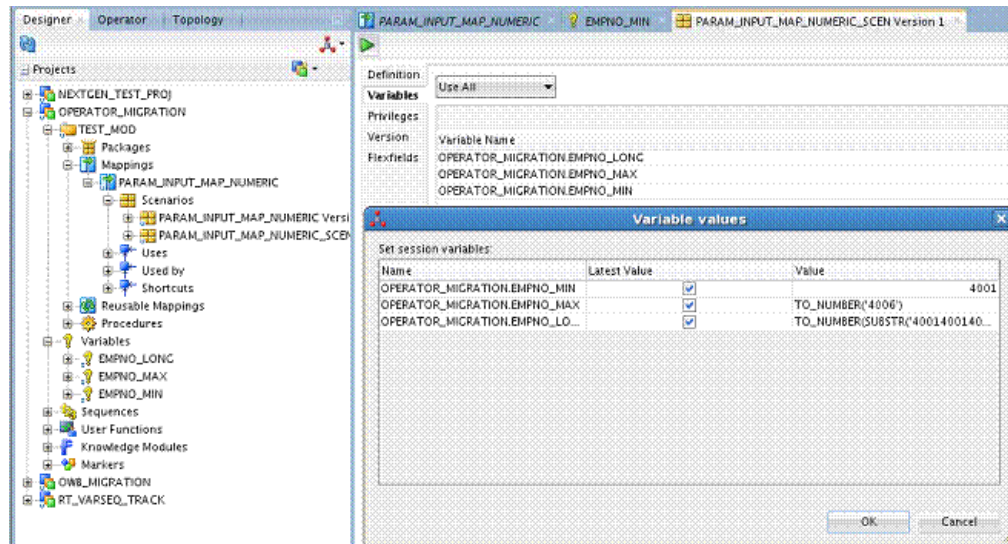 Designer Operator Topology
Projects
NEXTGEN_TEST_PROJ
OPERATOR_MIGRATION
TEST_MOD
Packages
Mappings
PARAM_INPUT_MAP_NUMERIC
Scenarios
PARAM_INPUT_MAP_NUMERIC Versi
PARAM_INPUT_MAP_NUMERIC_SCEN
Uses
Used by
Shortcuts
Reusable Mappings
Procedures
Variables
EMPNO_LONG
EMPNO_MAX
EMPNO_MIN
Sequences
User Functions
Knowledge Modules
Markers
OWB_MIGRATION
RT_VARSEQ_TRACK
PARAM_INPUT_MAP_NUMERIC EMPNO_MIN PARAM_INPUT_MAP_NUMERIC_SCEN Version 1
Definition
Variables
Privileges
Version
Flexfields
Use All
Variable Name
OPERATOR_MIGRATION.EMPNO_LONG
OPERATOR_MIGRATION.EMPNO_MAX
OPERATOR_MIGRATION.EMPNO_MIN
Variable values
Set session variables:
Name Latest Value Value
OPERATOR_MIGRATION.EMPNO_MIN 4001
OPERATOR_MIGRATION.EMPNO_MAX TO_NUMBER('4006')
OPERATOR_MIGRATION.EMPNO_LO... TO_NUMBER(SUBSTR('4001400140...
OK Cancel